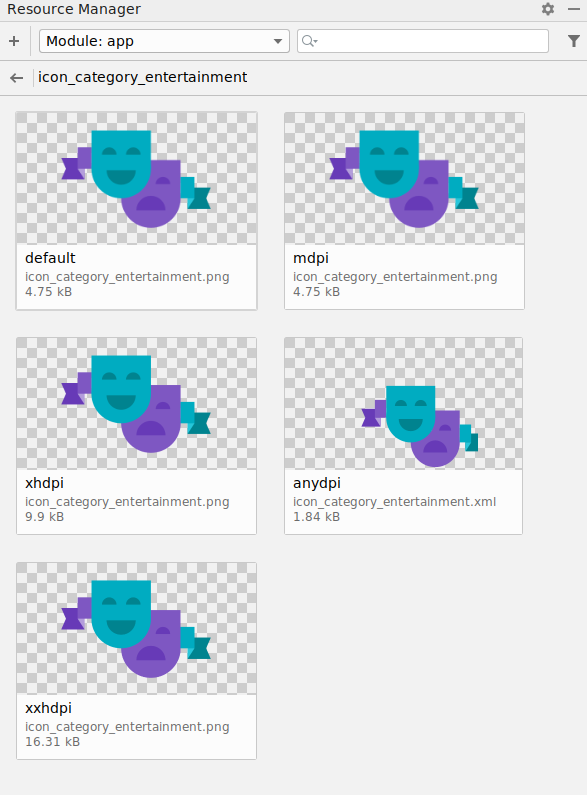 Resource Manager
Module: app
icon_category_entertainment
default
icon_category_entertainment.png
4.75 kB
mdpi
icon_category_entertainment.png
4.75 kB
xhdpi
icon_category_entertainment.png
9.9 kB
anydpi
icon_category_entertainment.xml
1.84 kB
xxhdpi
icon_category_entertainment.png
16.31 kB